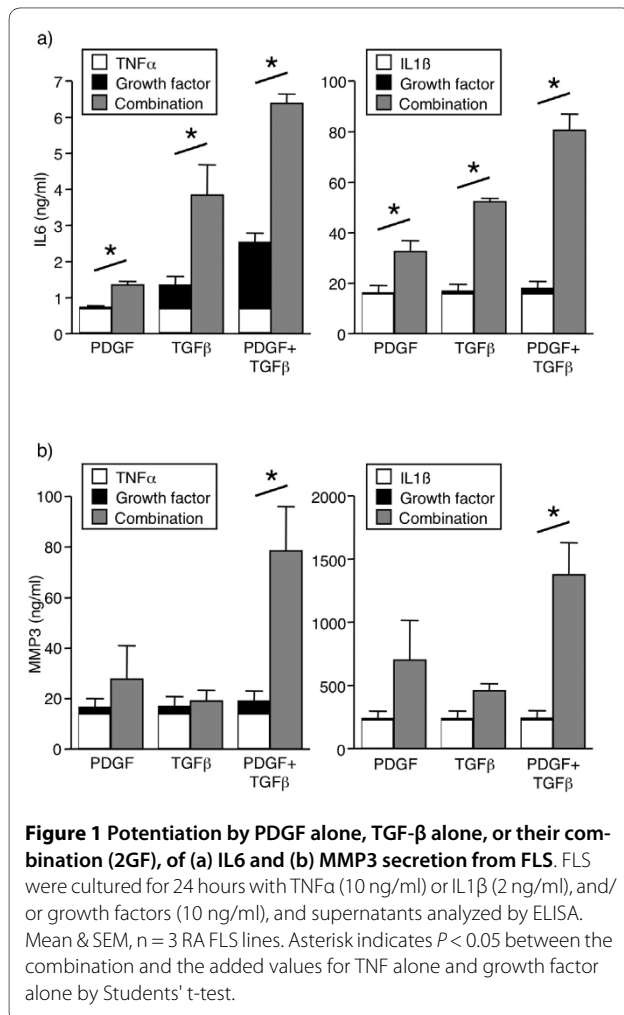 a)
TNFα
Growth factor
Combination
IL6 (ng/ml)
7
6
5
4
3
2
1
0
*
*
*
PDGF
TGFβ
PDGF+
TGFβ
IL1ß
Growth factor
Combination
100
80
60
40
20
0
*
*
*
PDGF
TGFβ
PDGF+
TGFβ
b)
TNFα
Growth factor
Combination
MMP3 (ng/ml)
100
80
60
40
20
0
*
PDGF
TGFβ
PDGF+
TGFβ
IL1ß
Growth factor
Combination
2000
1500
1000
500
0
*
PDGF
TGFβ
PDGF+
TGFβ
Figure 1 Potentiation by PDGF alone, TGF-β alone, or their com-
bination (2GF), of (a) IL6 and (b) MMP3 secretion from FLS. FLS
were cultured for 24 hours with TNFα (10 ng/ml) or IL1β (2 ng/ml), and/
or growth factors (10 ng/ml), and supernatants analyzed by ELISA.
Mean & SEM, n = 3 RA FLS lines. Asterisk indicates P < 0.05 between the
combination and the added values for TNF alone and growth factor
alone by Students' t-test.